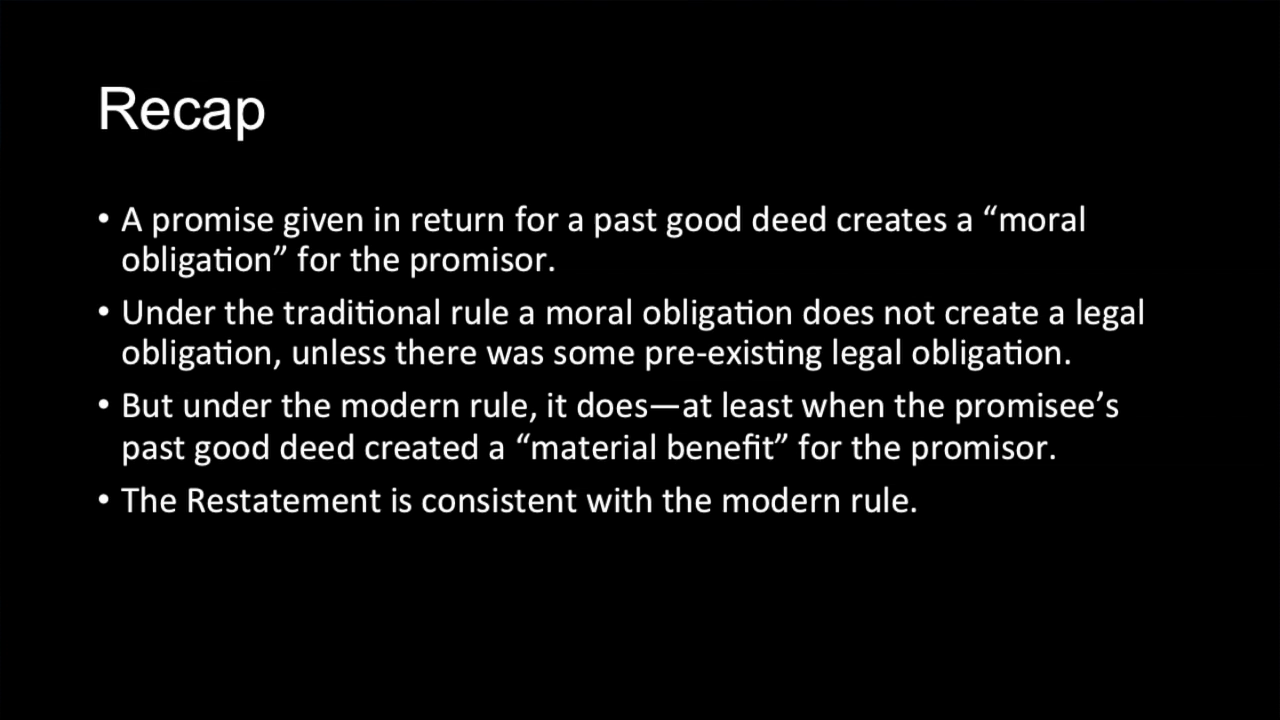 Recap
• A promise given in return for a past good deed creates a “moral
obligation” for the promisor.
• Under the traditional rule a moral obligation does not create a legal
obligation, unless there was some pre-existing legal obligation.
• But under the modern rule, it does—at least when the promisee’s
past good deed created a “material benefit” for the promisor.
• The Restatement is consistent with the modern rule.